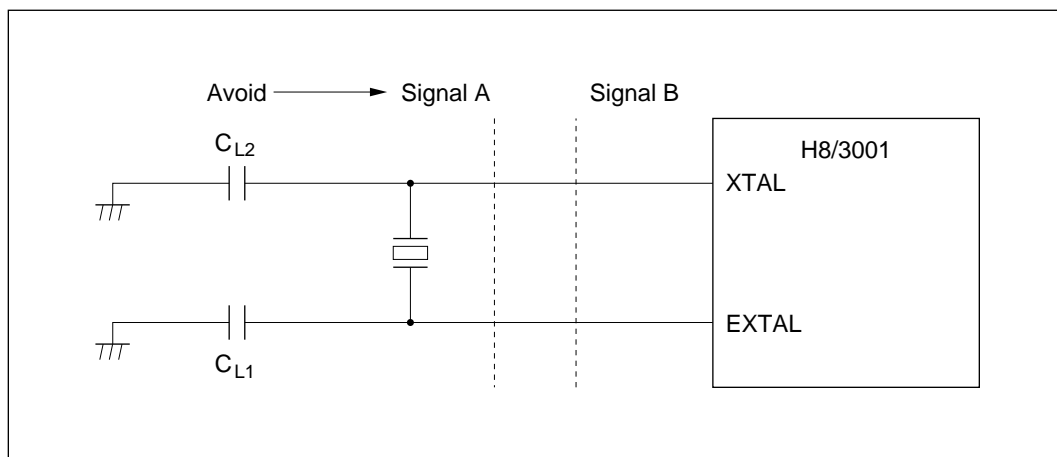 Avoid Signal A Signal B
CL2
H8/3001
XTAL
EXTAL
CL1